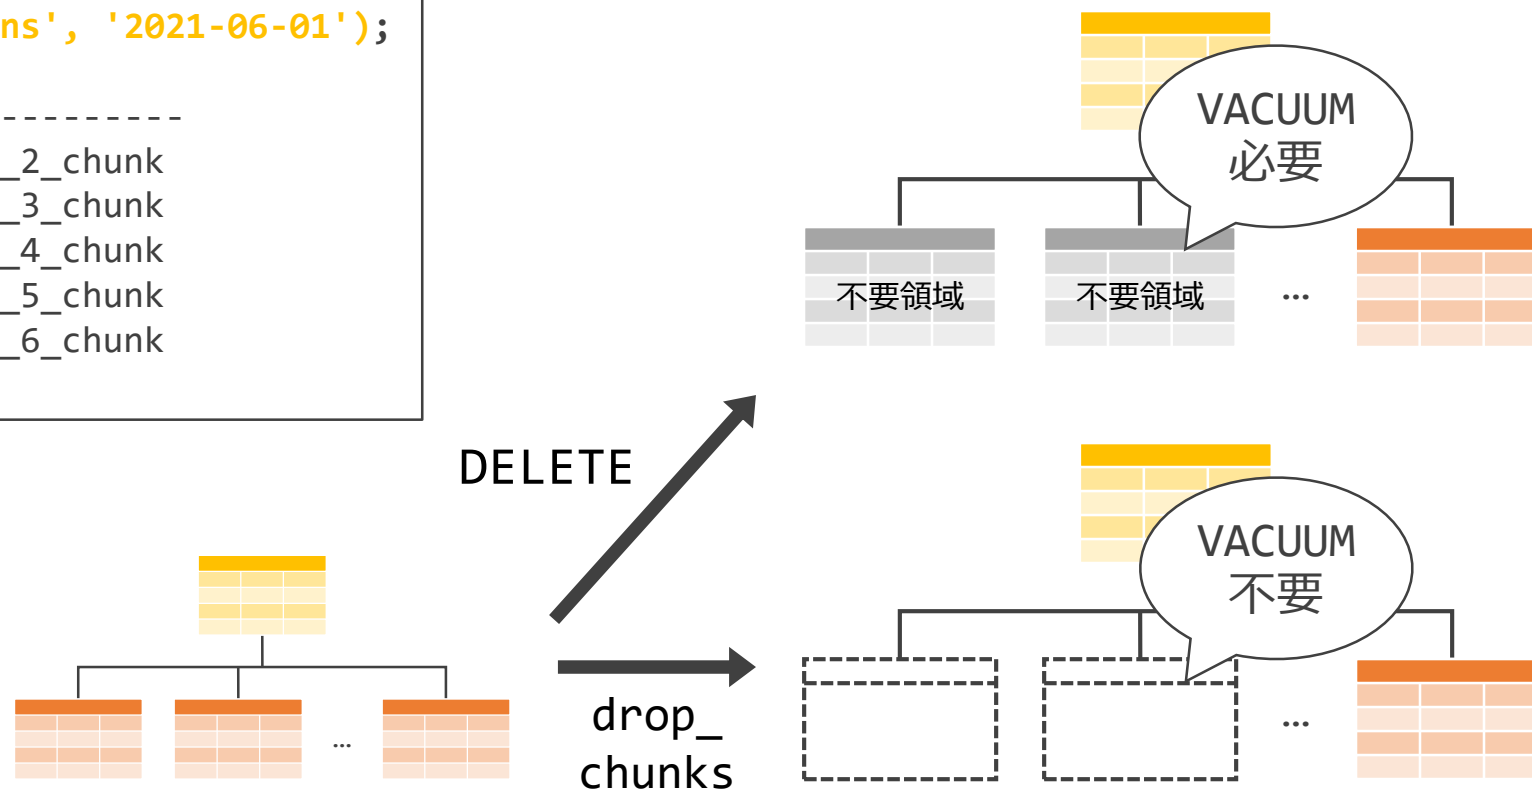 ns', '2021-06-01');
---------
_2_chunk
_3_chunk
_4_chunk
_5_chunk
_6_chunk
VACUUM
必要
不要領域
不要領域
...
DELETE
VACUUM
不要
...
drop_
chunks
...